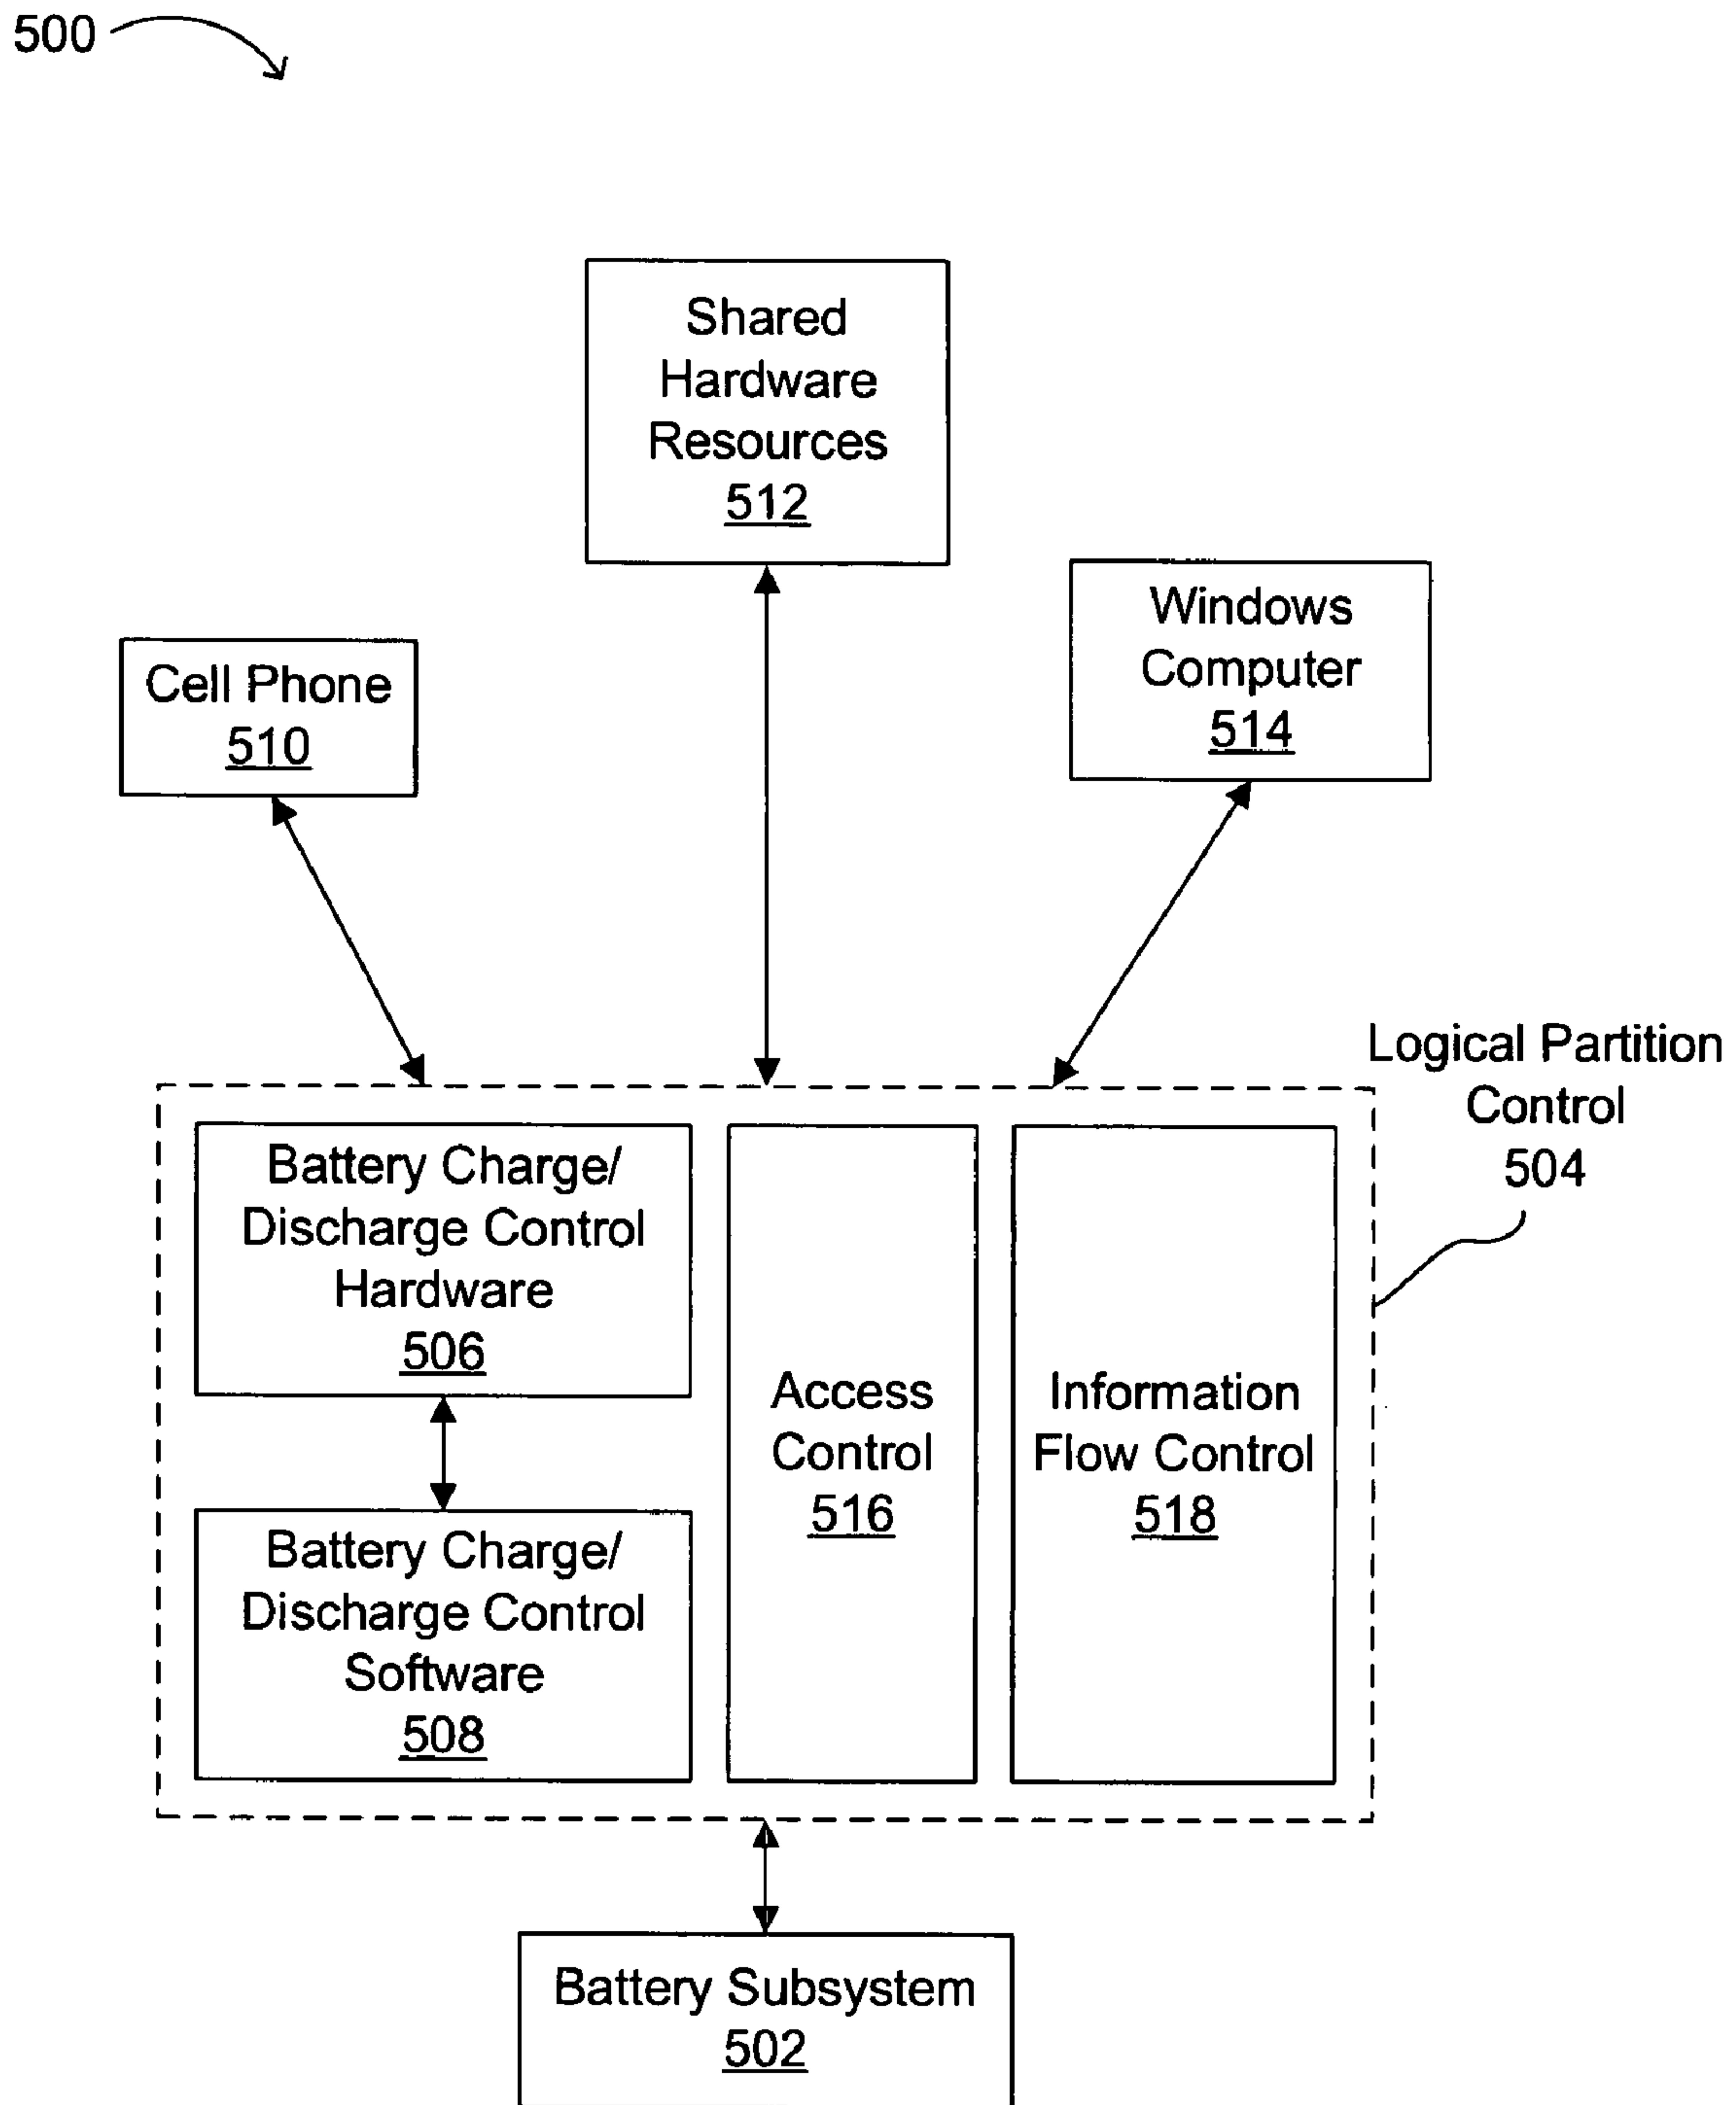 500
Shared
Hardware
Resources
512
Windows
Computer
514
Cell Phone
510
Logical Partition
Control
504
Battery Charge/
Discharge Control
Hardware
506
Access
Control
516
Information
Flow Control
518
Battery Charge/
Discharge Control
Software
508
Battery Subsystem
502